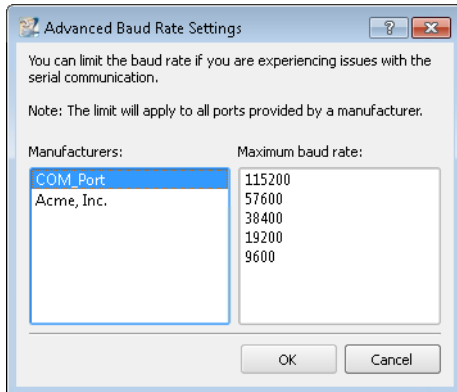 Advanced Baud Rate Settings
You can limit the baud rate if you are experiencing issues with the
serial communication.
Note: The limit will apply to all ports provided by a manufacturer.
Manufacturers:
Maximum baud rate:
COM_Port
Acme, Inc.
115200
57600
38400
19200
9600
OK
Cancel